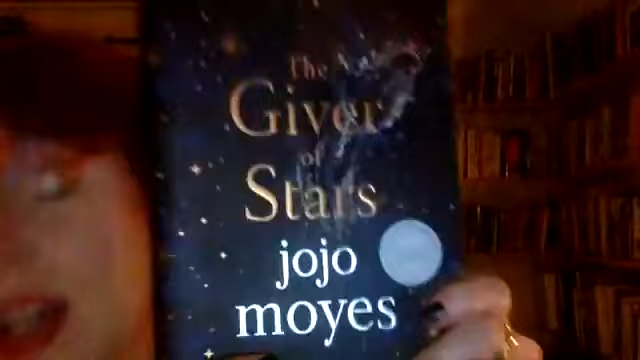 The
Giver
of
Stars
jojo
moyes